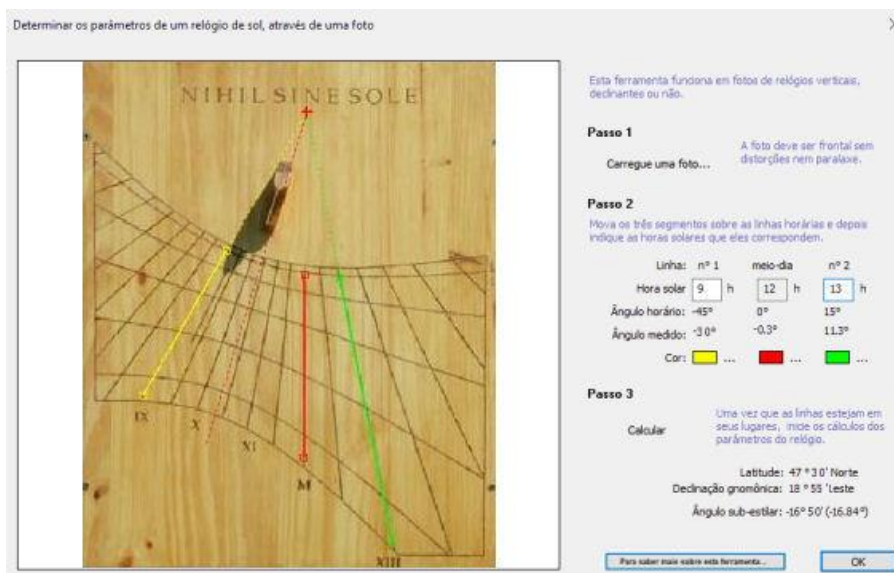 Determinar os parâmetros de um relógio de sol, através de uma foto
NIHIL SINE SOLE
IX
X
XI
M
XIII
Esta ferramenta funciona em fotos de relógios verticais,
declinantes ou não.
Passo 1
Carregue uma foto...
A foto deve ser frontal sem
distorções nem paralaxe.
Passo 2
Mova os três segmentos sobre as linhas horárias e depois
indique as horas solares que eles correspondem.
Linha: nº 1 meio-dia nº 2
Hora solar 9 h 12 h 13 h
Ângulo horário: -45° 0° 15°
Ângulo medido: -30° -0.3° 11.3°
Cor: ... ... ...
Passo 3
Calcular
Uma vez que as linhas estejam em
seus lugares, inicie os cálculos dos
parâmetros do relógio.
Latitude: 47 ° 30' Norte
Declinação gnomônica: 18 ° 55 'Leste
Ângulo sub-estilar: -16° 50' (-16.84°)
Para saber mais sobre esta ferramenta...
OK